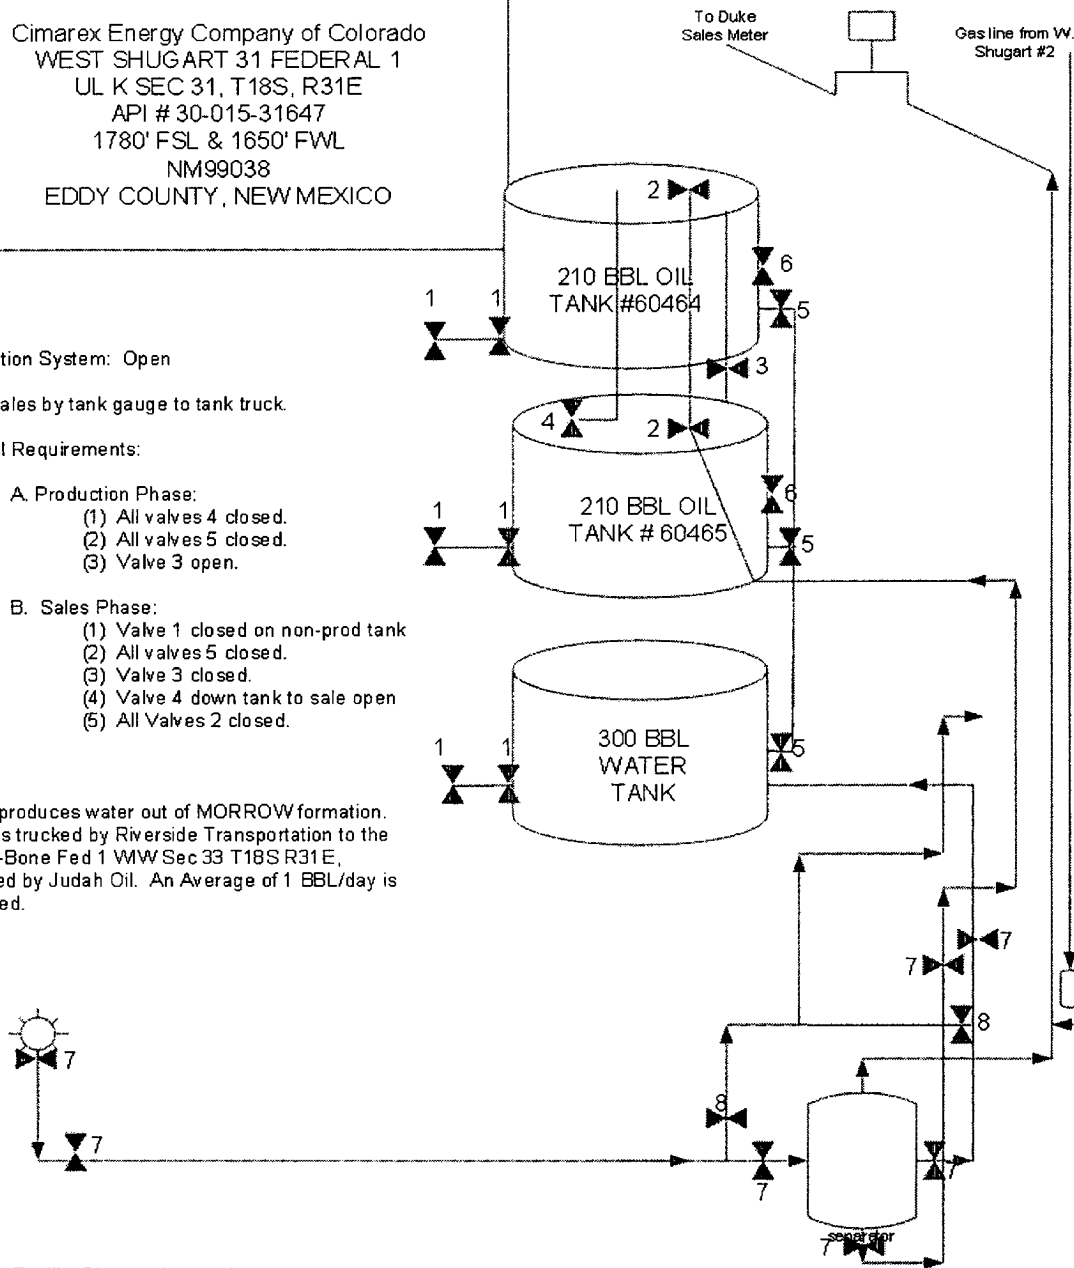 Cimarex Energy Company of Colorado
WEST SHUGART 31 FEDERAL 1
UL K SEC 31, T18S, R31E
API # 30-015-31647
1780' FSL & 1650' FWL
NM99038
EDDY COUNTY, NEW MEXICO
To Duke
Sales Meter
Gas line from W.
Shugart #2
2
210 BBL OIL
TANK #60464
6
5
1 1
3
tion System: Open
ales by tank gauge to tank truck.
4
2
l Requirements:
A. Production Phase:
(1) All valves 4 closed.
(2) All valves 5 closed.
(3) Valve 3 open.
1 1
210 BBL OIL
TANK # 60465
6
5
B. Sales Phase:
(1) Valve 1 closed on non-prod tank
(2) All valves 5 closed.
(3) Valve 3 closed.
(4) Valve 4 down tank to sale open
(5) All Valves 2 closed.
1 1
300 BBL
WATER
TANK
5
produces water out of MORROW formation.
s trucked by Riverside Transportation to the
-Bone Fed 1 WIW Sec 33 T18S R31E,
ed by Judah Oil. An Average of 1 BBL/day is
ed.
7
7
8
7
8
7
7
7
separator
7